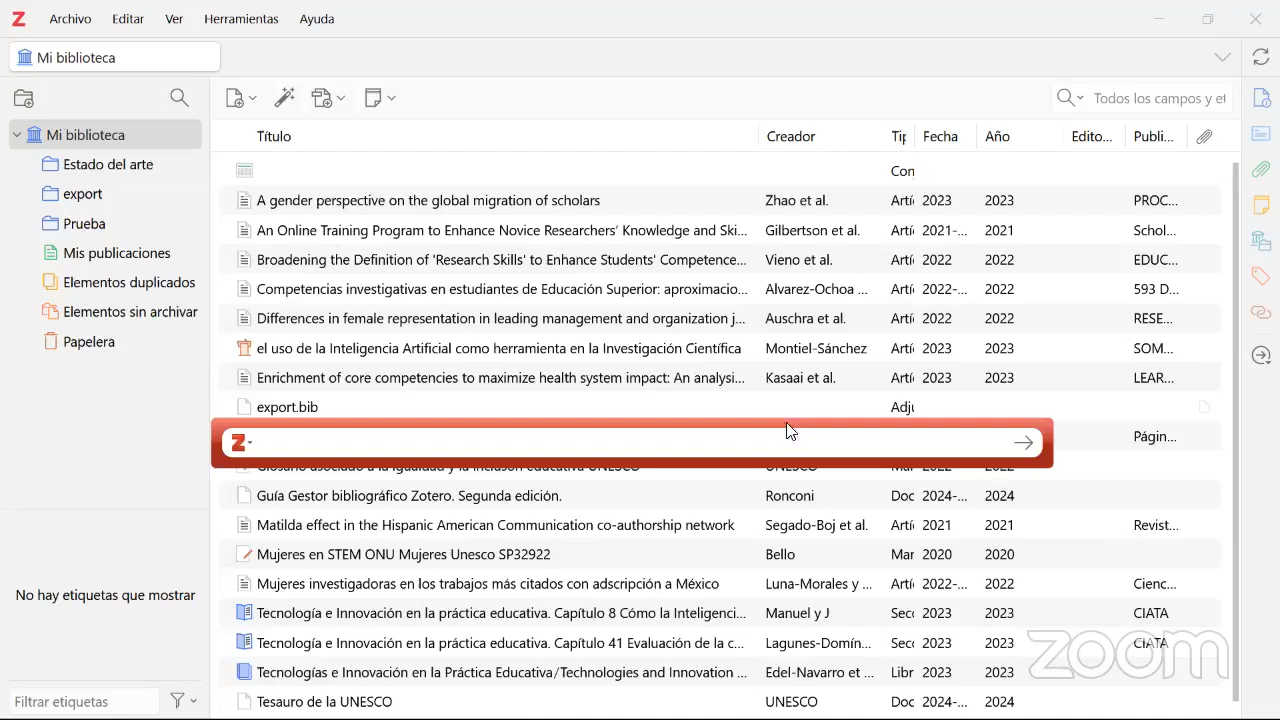 Z Archivo Editar Ver Herramientas Ayuda
Mi biblioteca
Todos los campos y et
Mi biblioteca
Estado del arte
export
Prueba
Mis publicaciones
Elementos duplicados
Elementos sin archivar
Papelera
No hay etiquetas que mostrar
Filtrar etiquetas
Título Creador Tip Fecha Año Edito... Publi...
Con
A gender perspective on the global migration of scholars Zhao et al. Artí 2023 2023 PROC...
An Online Training Program to Enhance Novice Researchers' Knowledge and Ski... Gilbertson et al. Artí 2021-... 2021 Schol...
Broadening the Definition of 'Research Skills' to Enhance Students' Competence... Vieno et al. Artí 2022 2022 EDUC...
Competencias investigativas en estudiantes de Educación Superior: aproximacio... Alvarez-Ochoa ... Artí 2022-... 2022 593 D...
Differences in female representation in leading management and organization j... Auschra et al. Artí 2022 2022 RESE...
el uso de la Inteligencia Artificial como herramienta en la Investigación Científica Montiel-Sánchez Artí 2023 2023 SOM...
Enrichment of core competencies to maximize health system impact: An analysi... Kasaai et al. Artí 2023 2023 LEAR...
export.bib Adju
Z Págin...
Glosario asociado a la igualdad y la inclusión educativa UNESCO UNESCO Mar 2022 2022
Guía Gestor bibliográfico Zotero. Segunda edición. Ronconi Doc 2024-... 2024
Matilda effect in the Hispanic American Communication co-authorship network Segado-Boj et al. Artí 2021 2021 Revist...
Mujeres en STEM ONU Mujeres Unesco SP32922 Bello Mar 2020 2020
Mujeres investigadoras en los trabajos más citados con adscripción a México Luna-Morales y ... Artí 2022-... 2022 Cienc...
Tecnología e Innovación en la práctica educativa. Capítulo 8 Cómo la Inteligenci... Manuel y J Secc 2023 2023 CIATA
Tecnología e Innovación en la práctica educativa. Capítulo 41 Evaluación de la c... Lagunes-Domín... Secc 2023 2023 CIATA
Tecnologías e Innovación en la Práctica Educativa/Technologies and Innovation ... Edel-Navarro et ... Libr 2023 2023
Tesauro de la UNESCO UNESCO Doc 2024-... 2024
zoom